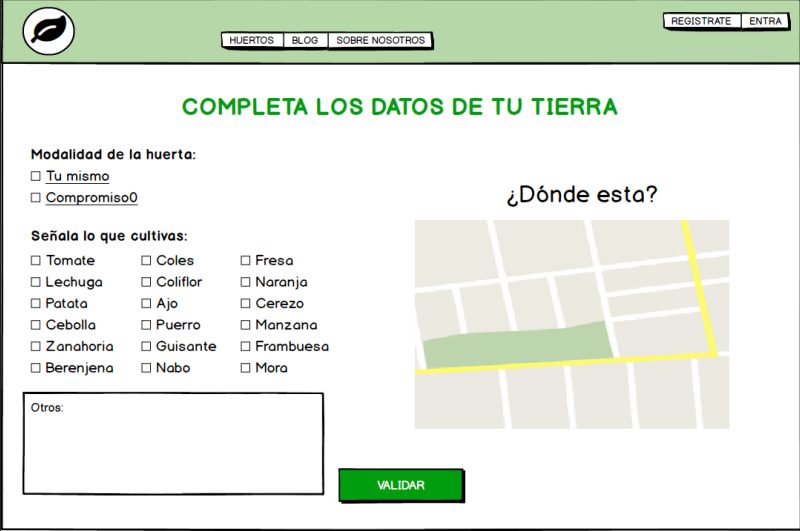 REGISTRATE ENTRA
HUERTOS BLOG SOBRE NOSOTROS
COMPLETA LOS DATOS DE TU TIERRA
Modalidad de la huerta:
Tu mismo
Compromiso0
¿Dónde esta?
Señala lo que cultivas:
Tomate Coles Fresa
Lechuga Coliflor Naranja
Patata Ajo Cerezo
Cebolla Puerro Manzana
Zanahoria Guisante Frambuesa
Berenjena Nabo Mora
Otros:
VALIDAR